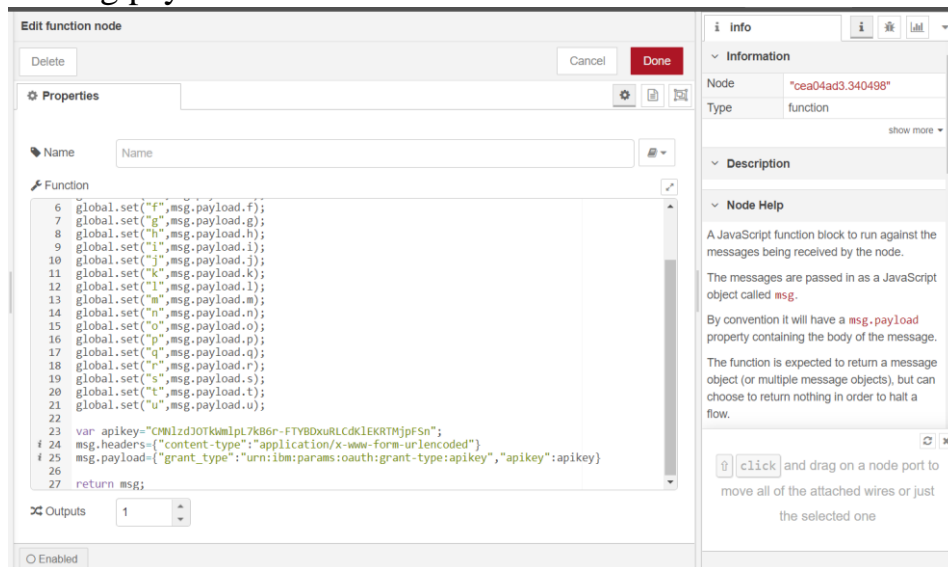 Edit function node
Delete
Cancel
Done
Properties
Name
Name
Function
6 global.set("f",msg.payload.f);
7 global.set("g",msg.payload.g);
8 global.set("h",msg.payload.h);
9 global.set("i",msg.payload.i);
10 global.set("j",msg.payload.j);
11 global.set("k",msg.payload.k);
12 global.set("l",msg.payload.l);
13 global.set("m",msg.payload.m);
14 global.set("n",msg.payload.n);
15 global.set("o",msg.payload.o);
16 global.set("p",msg.payload.p);
17 global.set("q",msg.payload.q);
18 global.set("r",msg.payload.r);
19 global.set("s",msg.payload.s);
20 global.set("t",msg.payload.t);
21 global.set("u",msg.payload.u);
22
23 var apikey=
24 msg.headers={"content-type":"application/x-www-form-urlencoded"}
25 msg.payload={"grant_type":"urn:ibm:params:oauth:grant-type:apikey","apikey":apikey}
26
27 return msg;
Outputs
1
Enabled
i info
Information
Node "cea04ad3.340498"
Type function
show more
Description
Node Help
A JavaScript function block to run against the
messages being received by the node.
The messages are passed in as a JavaScript
object called msg.
By convention it will have a msg.payload
property containing the body of the message.
The function is expected to return a message
object (or multiple message objects), but can
choose to return nothing in order to halt a
flow.
click and drag on a node port to
move all of the attached wires or just
the selected one